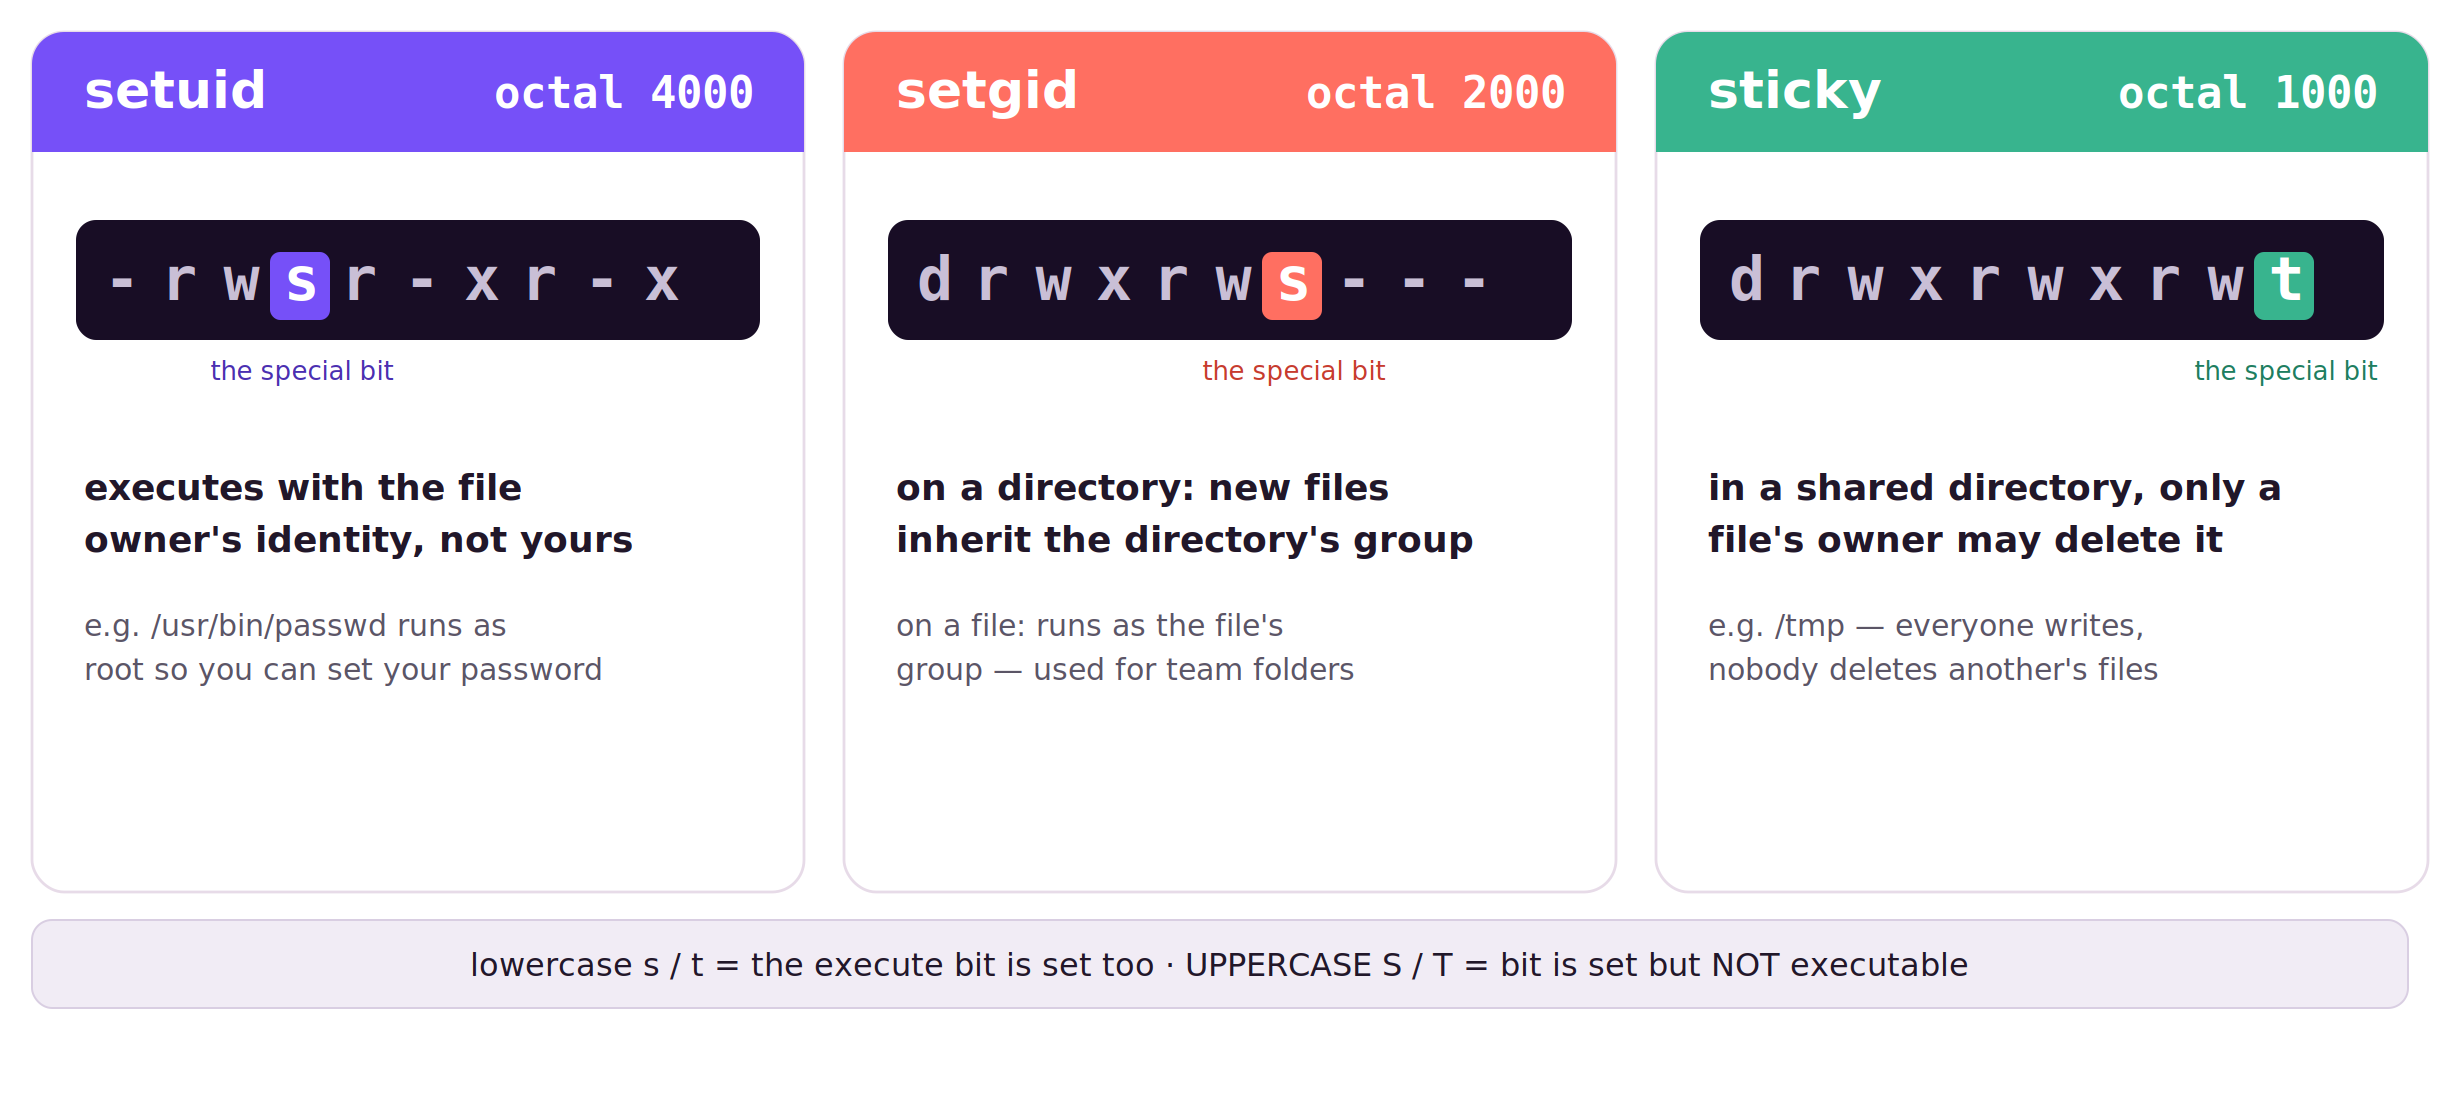 setuid octal 4000
- r w s r - x r - x
the special bit
executes with the file
owner's identity, not yours
e.g. /usr/bin/passwd runs as
root so you can set your password
setgid octal 2000
d r w x r w s - - -
the special bit
on a directory: new files
inherit the directory's group
on a file: runs as the file's
group — used for team folders
sticky octal 1000
d r w x r w x r w t
the special bit
in a shared directory, only a
file's owner may delete it
e.g. /tmp — everyone writes,
nobody deletes another's files
lowercase s / t = the execute bit is set too · UPPERCASE S / T = bit is set but NOT executable